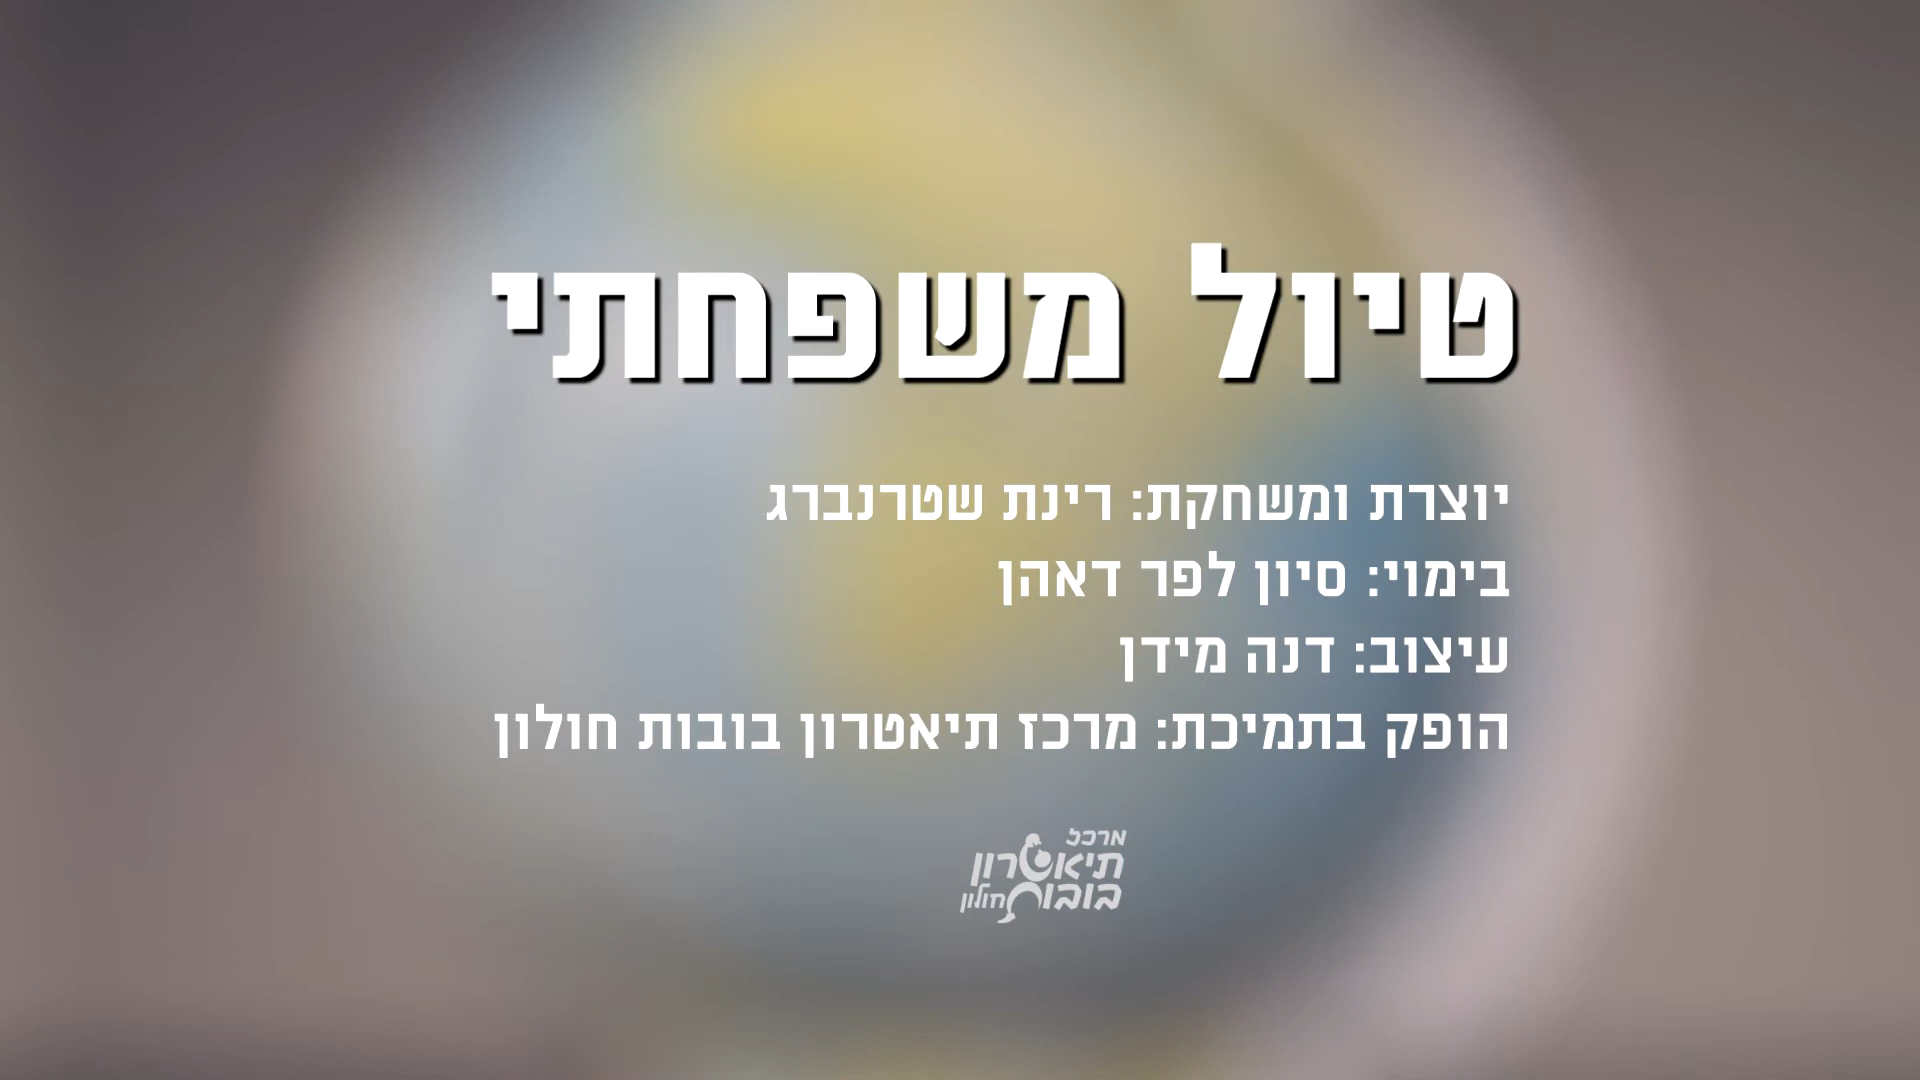 טיול משפחתי
יוצרת ומשחקת: רינת שטרנברג
בימוי: סיון לפר דאהן
עיצוב: דנה מידן
הופק בתמיכת: מרכז תיאטרון בובות חולון
מרכז
תיאטרון
בובות חולון